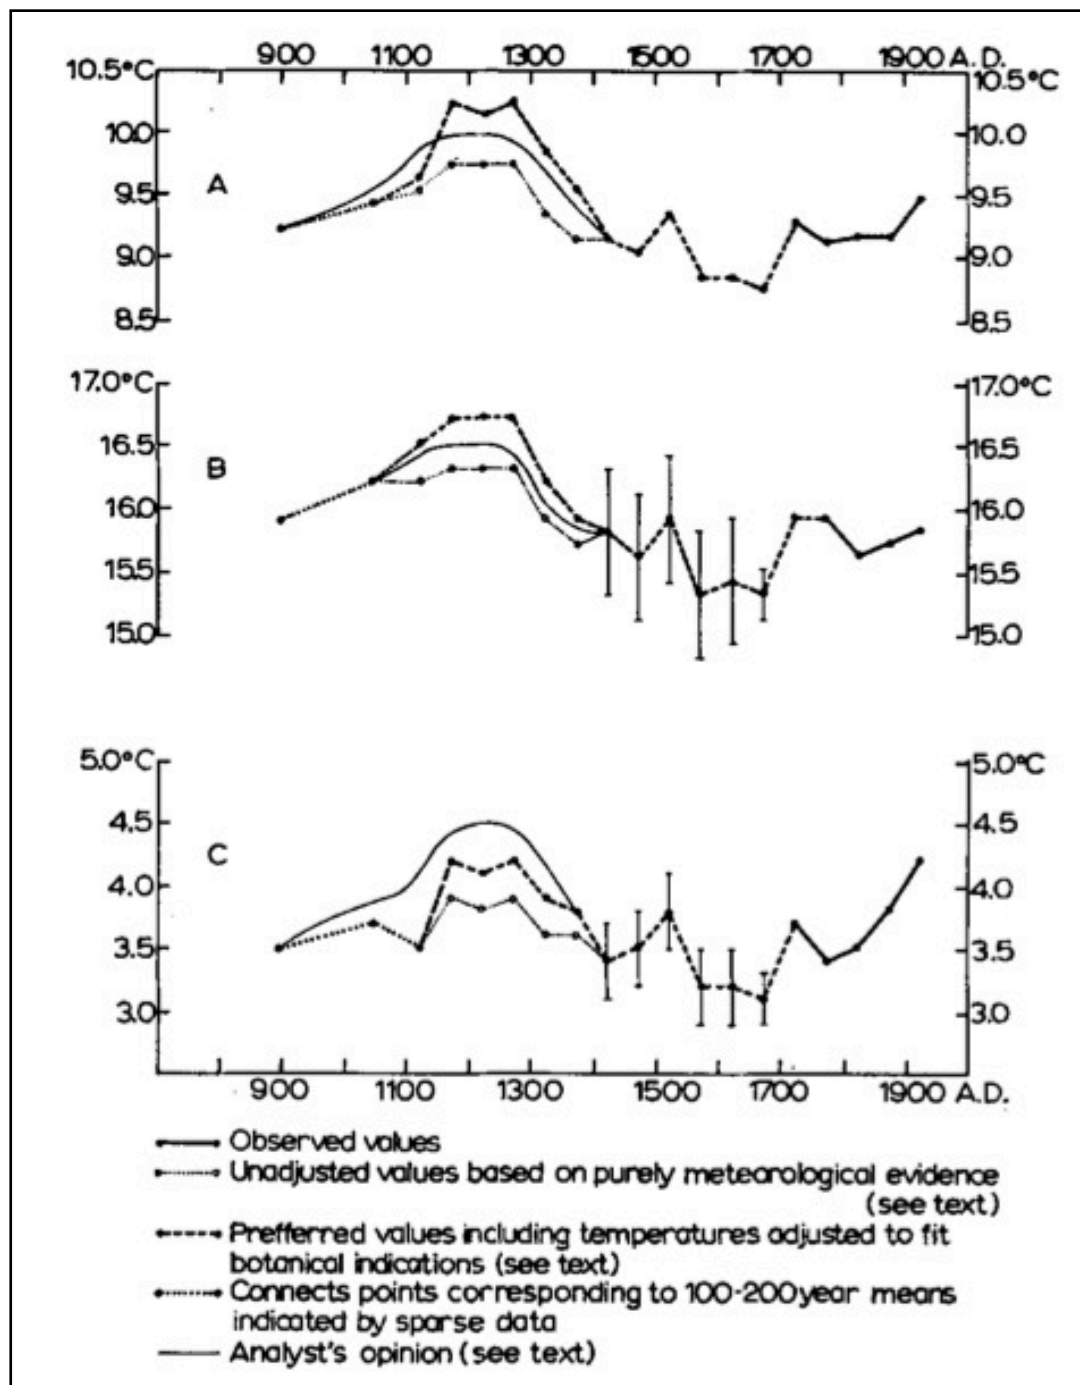 900 1100 1300 1500 1700 1900 A.D.
10.5°C 10.5°C
10.0 10.0
A
9.5 9.5
9.0 9.0
8.5 8.5
17.0°C 17.0°C
B
16.5 16.5
16.0 16.0
15.5 15.5
15.0 15.0
5.0°C 5.0°C
4.5 4.5
C
4.0 4.0
3.5 3.5
3.0 3.0
900 1100 1300 1500 1700 1900 A.D.
Observed values
Unadjusted values based on purely meteorological evidence
(see text)
Prefferred values including temperatures adjusted to fit
botanical indications (see text)
Connects points corresponding to 100-200 year means
indicated by sparse data
Analyst's opinion (see text)